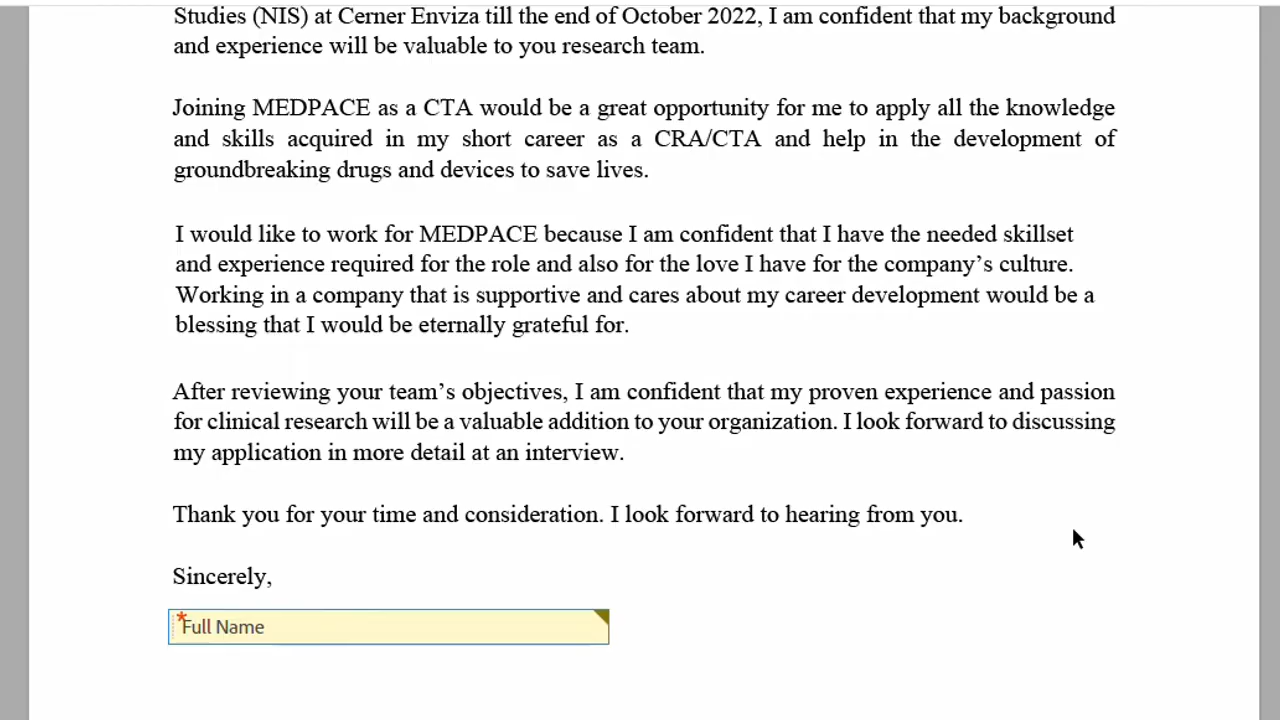 Studies (NIS) at Cerner Enviza till the end of October 2022, I am confident that my background
and experience will be valuable to you research team.
Joining MEDPACE as a CTA would be a great opportunity for me to apply all the knowledge
and skills acquired in my short career as a CRA/CTA and help in the development of
groundbreaking drugs and devices to save lives.
I would like to work for MEDPACE because I am confident that I have the needed skillset
and experience required for the role and also for the love I have for the company’s culture.
Working in a company that is supportive and cares about my career development would be a
blessing that I would be eternally grateful for.
After reviewing your team’s objectives, I am confident that my proven experience and passion
for clinical research will be a valuable addition to your organization. I look forward to discussing
my application in more detail at an interview.
Thank you for your time and consideration. I look forward to hearing from you.
Sincerely,
*Full Name